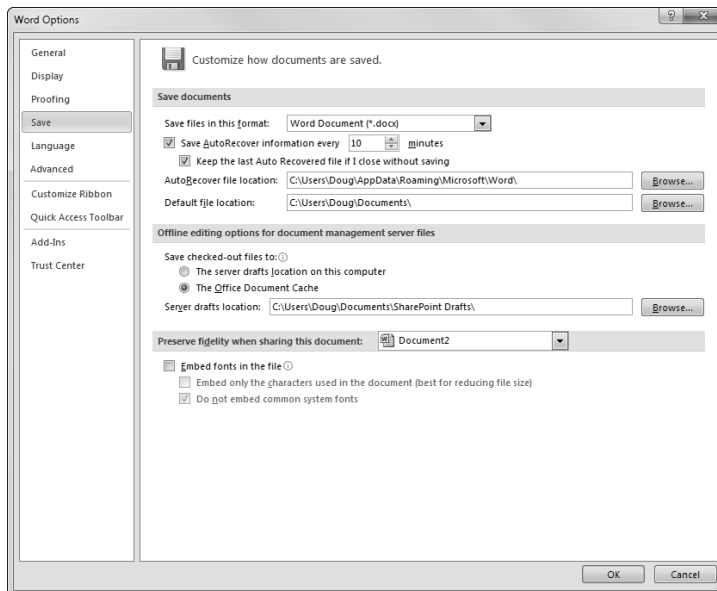 Word Options
General
Display
Proofing
Save
Language
Advanced
Customize Ribbon
Quick Access Toolbar
Add-Ins
Trust Center
Customize how documents are saved.
Save documents
Save files in this format: Word Document (*.docx)
Save AutoRecover information every 10 minutes
Keep the last Auto Recovered file if I close without saving
AutoRecover file location: C:\Users\Doug\AppData\Roaming\Microsoft\Word\ Browse...
Default file location: C:\Users\Doug\Documents\ Browse...
Offline editing options for document management server files
Save checked-out files to:
The server drafts location on this computer
The Office Document Cache
Server drafts location: C:\Users\Doug\Documents\SharePoint Drafts\ Browse...
Preserve fidelity when sharing this document: Document2
Embed fonts in the file
Embed only the characters used in the document (best for reducing file size)
Do not embed common system fonts
OK Cancel